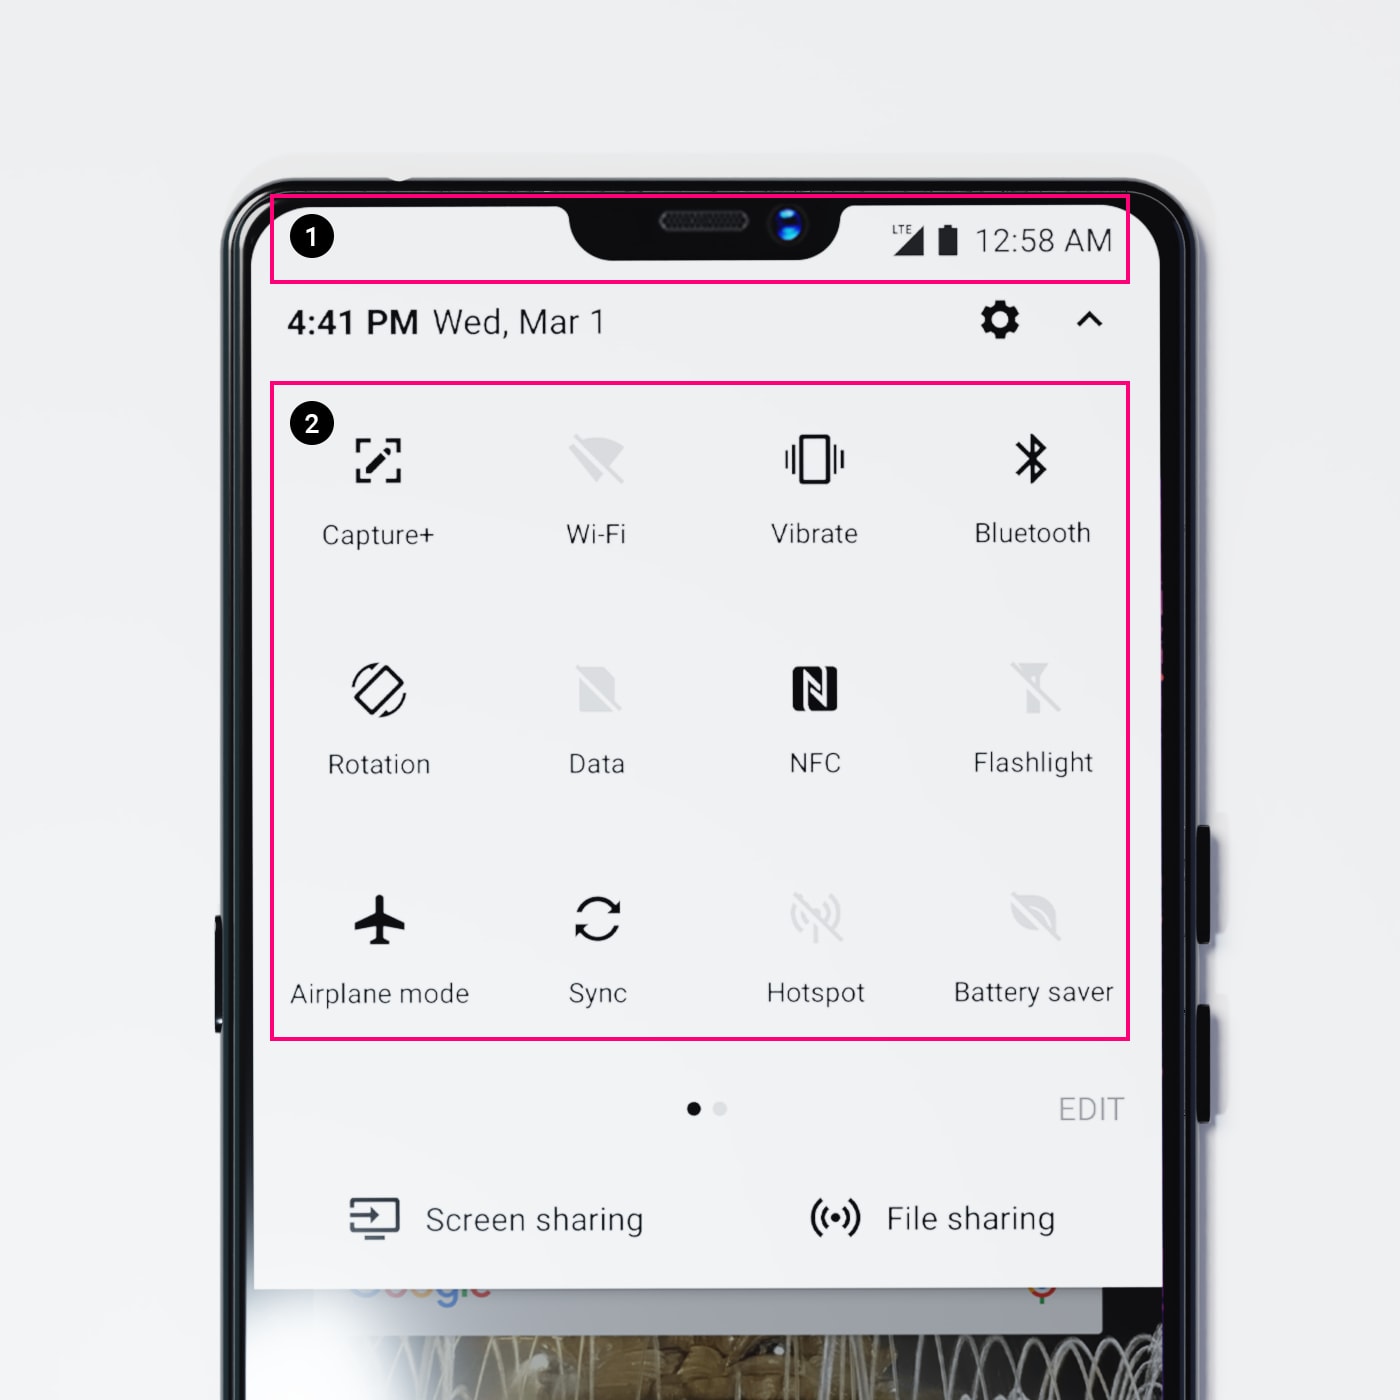 1
LTE 12:58 AM
4:41 PM Wed, Mar 1
2
Capture+ Wi-Fi Vibrate Bluetooth
Rotation Data NFC Flashlight
Airplane mode Sync Hotspot Battery saver
EDIT
Screen sharing File sharing
Google